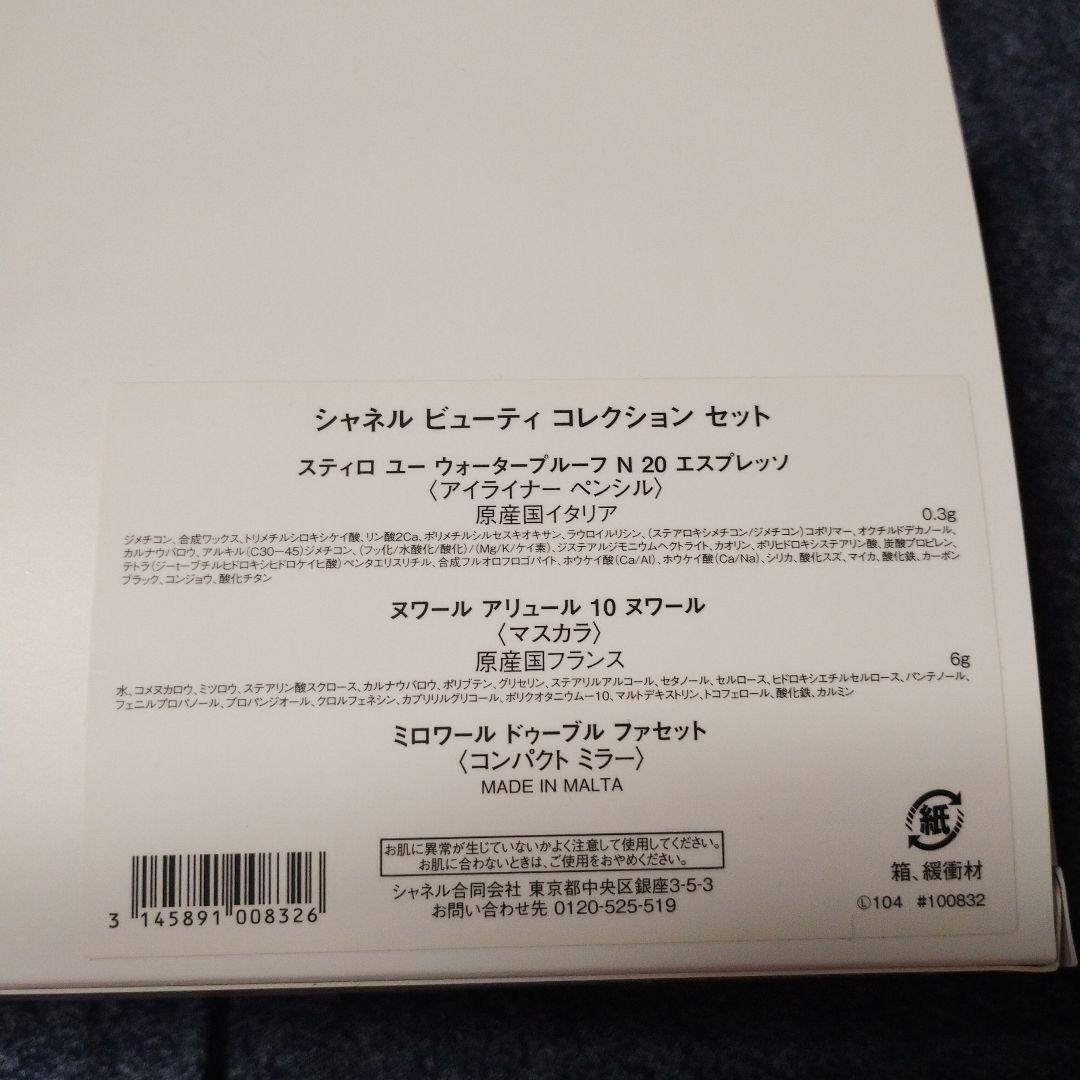 シャネル ビューティ コレクション セット
スティロ ユー ウォータープルーフ N 20 エスプレッソ
〈アイライナー ペンシル〉
原産国イタリア
0.3g
ジメチコン、合成ワックス、トリメチルシロキシケイ酸、リン酸2Ca、ポリメチルシルセスキオキサン、ラウロイルリシン、(ステアロキシメチコン/ジメチコン)コポリマー、オクチルドデカノール、
カルナウバロウ、アルキル(C30−45)ジメチコン、(フッ化/水酸化/酸化)/(Mg/K/ケイ素)、ジステアルジモニウムヘクトライト、カオリン、ポリヒドロキシステアリン酸、炭酸プロピレン、
テトラ(ジーtーブチルヒドロキシヒドロケイヒ酸)ペンタエリスリチル、合成フルオロフロゴパイト、ホウケイ酸(Ca/Al)、ホウケイ酸(Ca/Na)、シリカ、酸化スズ、マイカ、酸化鉄、カーボン
ブラック、コンジョウ、酸化チタン
ヌワール アリュール 10 ヌワール
〈マスカラ〉
原産国フランス
6g
水、コメヌカロウ、ミツロウ、ステアリン酸スクロース、カルナウバロウ、ポリブテン、グリセリン、ステアリルアルコール、セタノール、セルロース、ヒドロキシエチルセルロース、パンテノール、
フェニルプロパノール、プロパンジオール、クロルフェネシン、カプリリルグリコール、ポリクオタニウムー10、マルトデキストリン、トコフェロール、酸化鉄、カルミン
ミロワール ドゥーブル ファセット
〈コンパクト ミラー〉
MADE IN MALTA
お肌に異常が生じていないかよく注意して使用してください。
お肌に合わないときは、ご使用をおやめください。
シャネル合同会社 東京都中央区銀座3-5-3
お問い合わせ先 0120-525-519
3 145891 008326
紙
箱、緩衝材
Ⓛ104 #100832